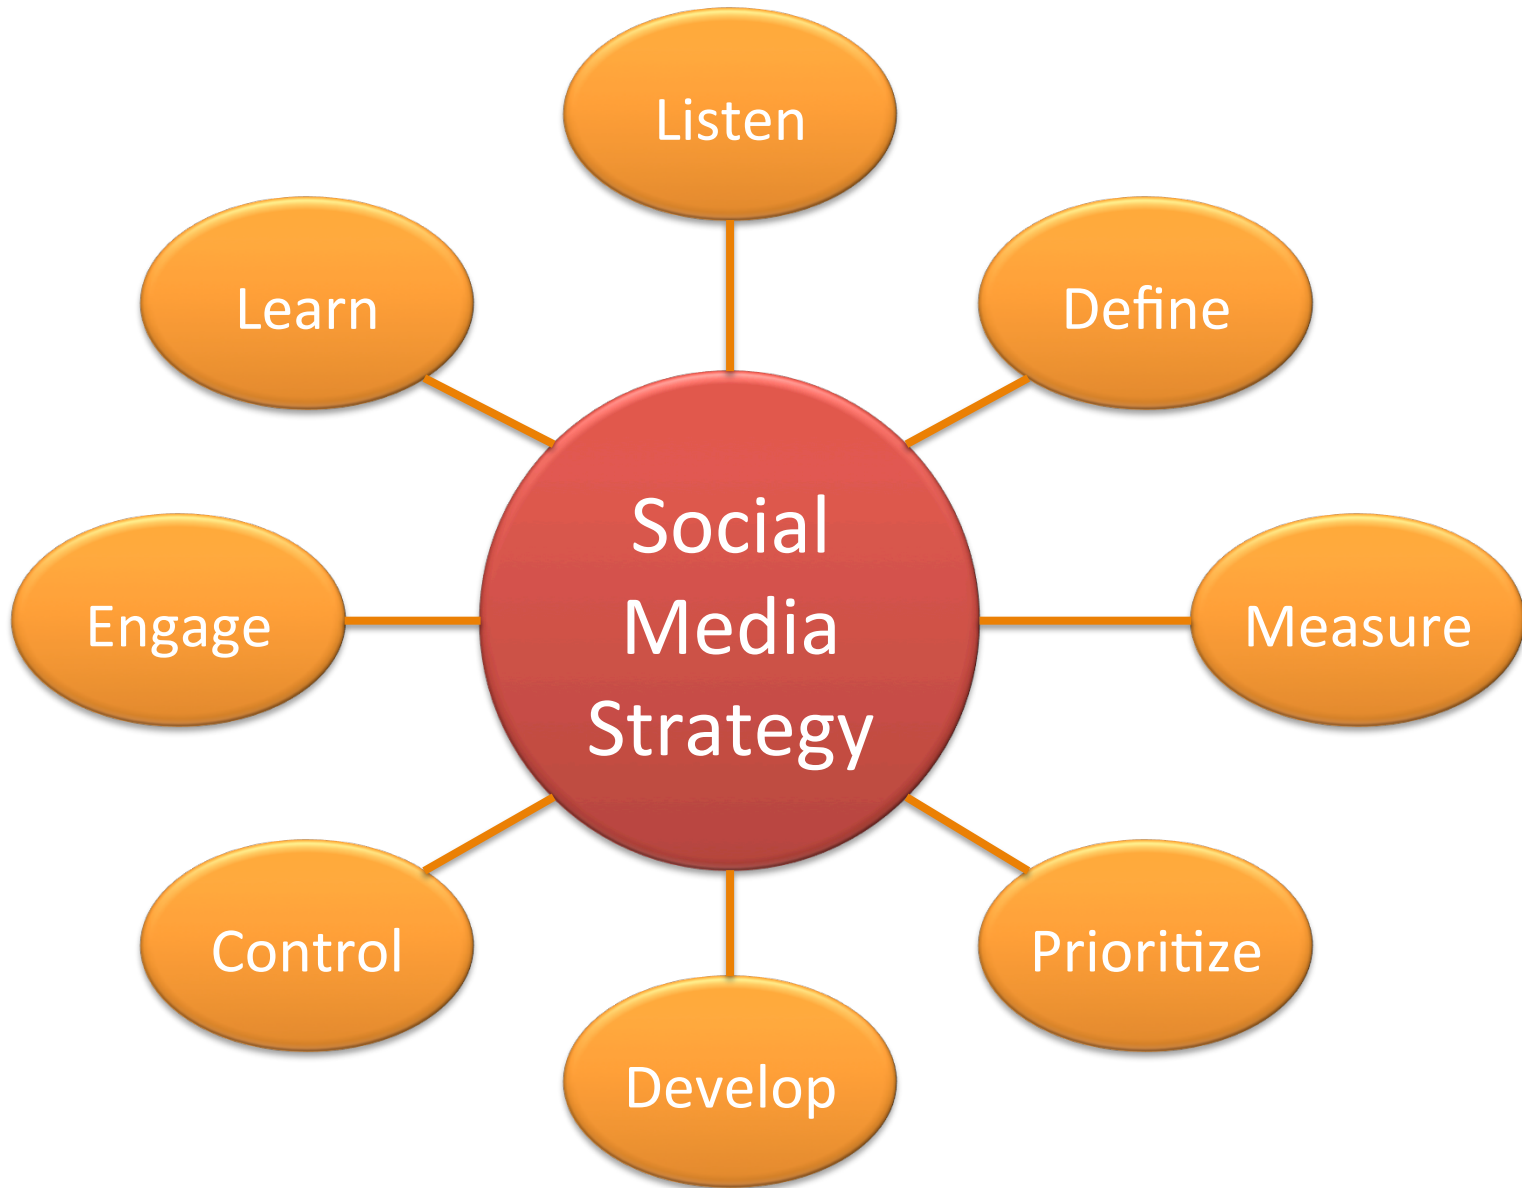 Listen
Define
Measure
Prioritize
Develop
Control
Engage
Learn
Social
Media
Strategy